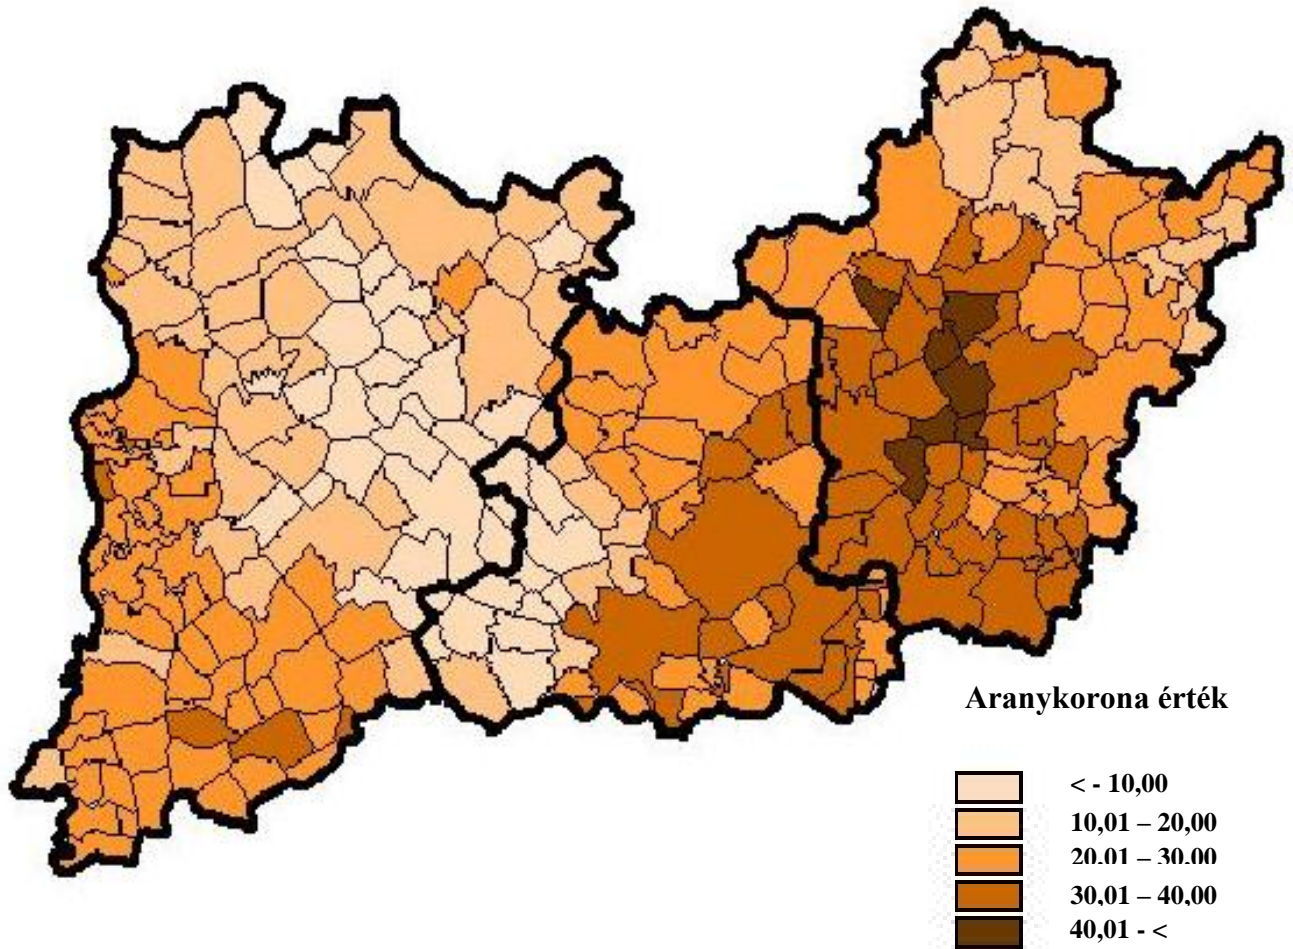 Aranykorona érték
< - 10,00
10,01 – 20,00
20,01 – 30,00
30,01 – 40,00
40,01 - <